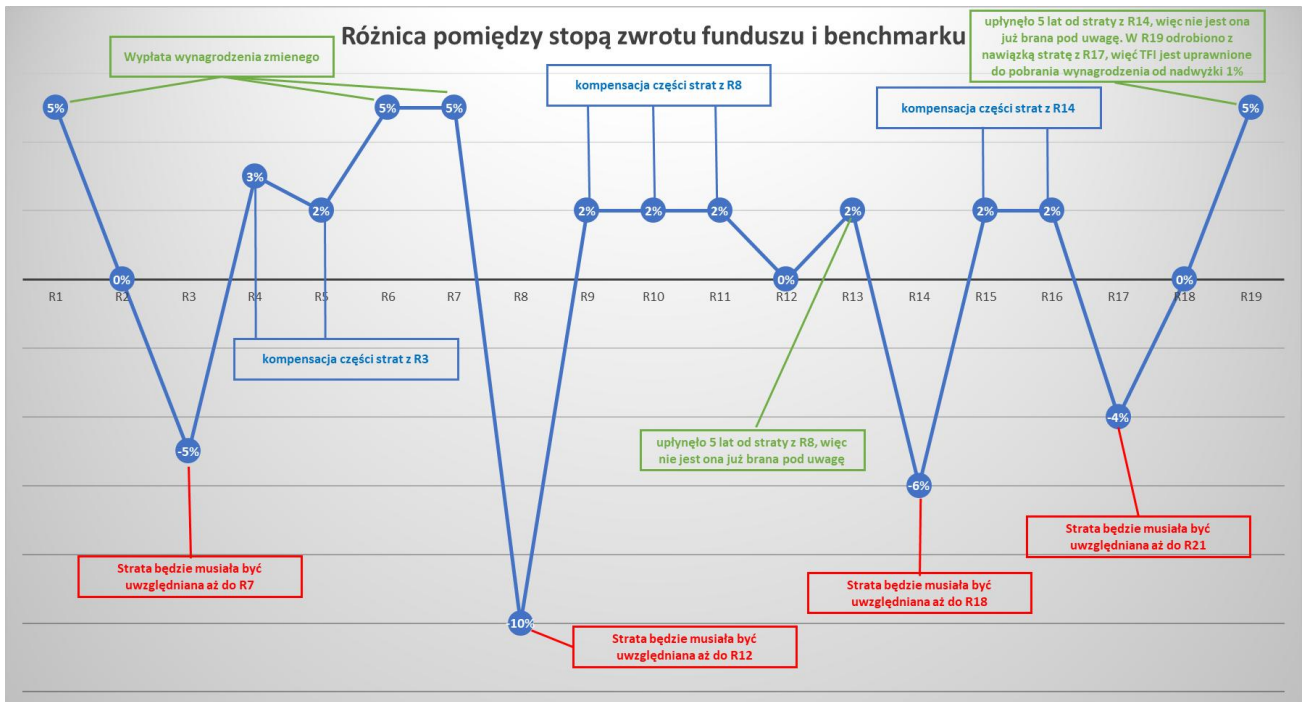 Różnica pomiędzy stopą zwrotu funduszu i benchmarku
Wypłata wynagrodzenia zmienego
kompensacja części strat z R8
kompensacja części strat z R14
upłynęło 5 lat od straty z R14, więc nie jest ona
już brana pod uwagę. W R19 odrobiono z
nawiązką stratę z R17, więć TFI jest uprawnione
do pobrania wynagrodzenia od nadwyżki 1%
5%
0%
-5%
3%
2%
5%
5%
-10%
2%
2%
2%
0%
2%
-6%
2%
2%
-4%
0%
5%
R1
R2
R3
R4
R5
R6
R7
R8
R9
R10
R11
R12
R13
R14
R15
R16
R17
R18
R19
kompensacja części strat z R3
upłynęło 5 lat od straty z R8, więc
nie jest ona już brana pod uwagę
Strata będzie musiała być
uwzględniana aż do R7
Strata będzie musiała być
uwzględniana aż do R12
Strata będzie musiała być
uwzględniana aż do R18
Strata będzie musiała być
uwzględniana aż do R21